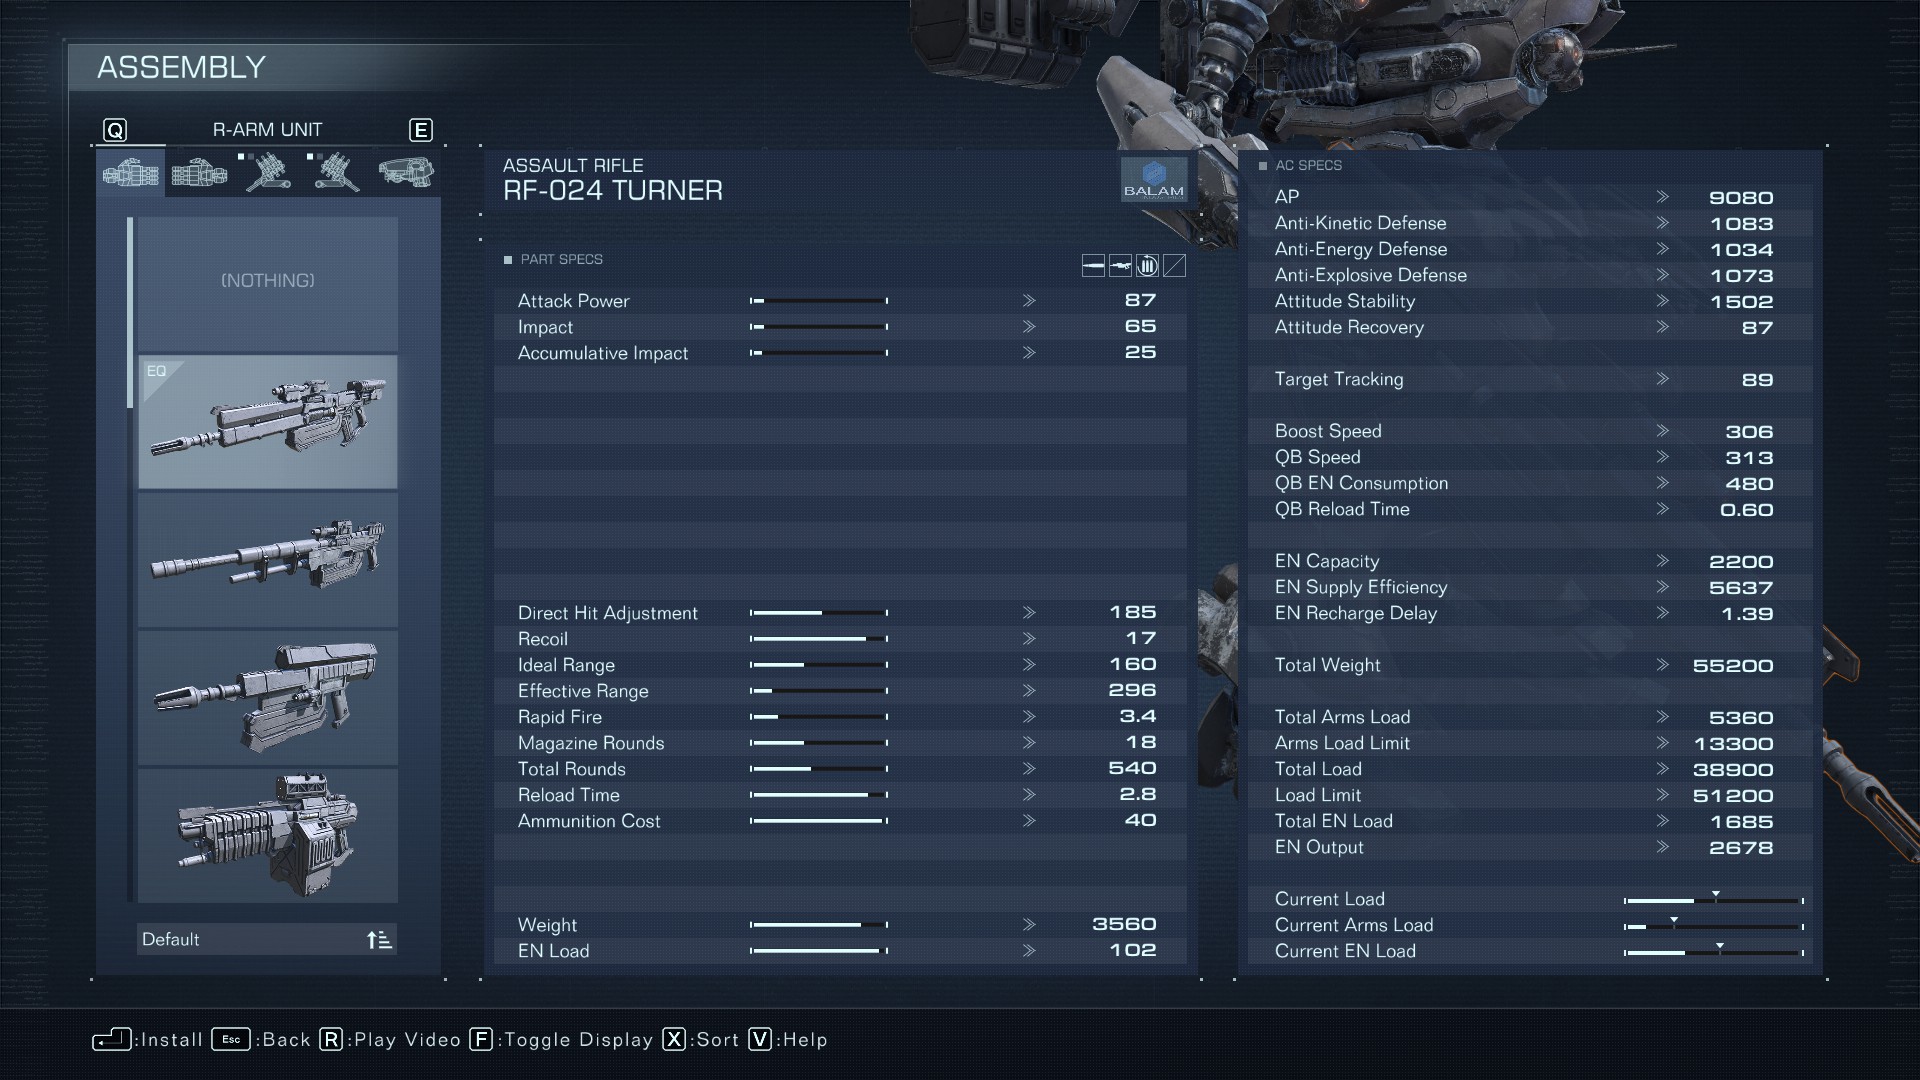 ASSEMBLY
Q R-ARM UNIT E
(NOTHING)
EQ
Default
ASSAULT RIFLE
RF-024 TURNER
BALAM
PART SPECS
Attack Power 87
Impact 65
Accumulative Impact 25
Direct Hit Adjustment 185
Recoil 17
Ideal Range 160
Effective Range 296
Rapid Fire 3.4
Magazine Rounds 18
Total Rounds 540
Reload Time 2.8
Ammunition Cost 40
Weight 3560
EN Load 102
AC SPECS
AP 9080
Anti-Kinetic Defense 1083
Anti-Energy Defense 1034
Anti-Explosive Defense 1073
Attitude Stability 1502
Attitude Recovery 87
Target Tracking 89
Boost Speed 306
QB Speed 313
QB EN Consumption 480
QB Reload Time 0.60
EN Capacity 2200
EN Supply Efficiency 5637
EN Recharge Delay 1.39
Total Weight 55200
Total Arms Load 5360
Arms Load Limit 13300
Total Load 38900
Load Limit 51200
Total EN Load 1685
EN Output 2678
Current Load
Current Arms Load
Current EN Load
:Install Esc :Back R :Play Video F :Toggle Display X :Sort V :Help